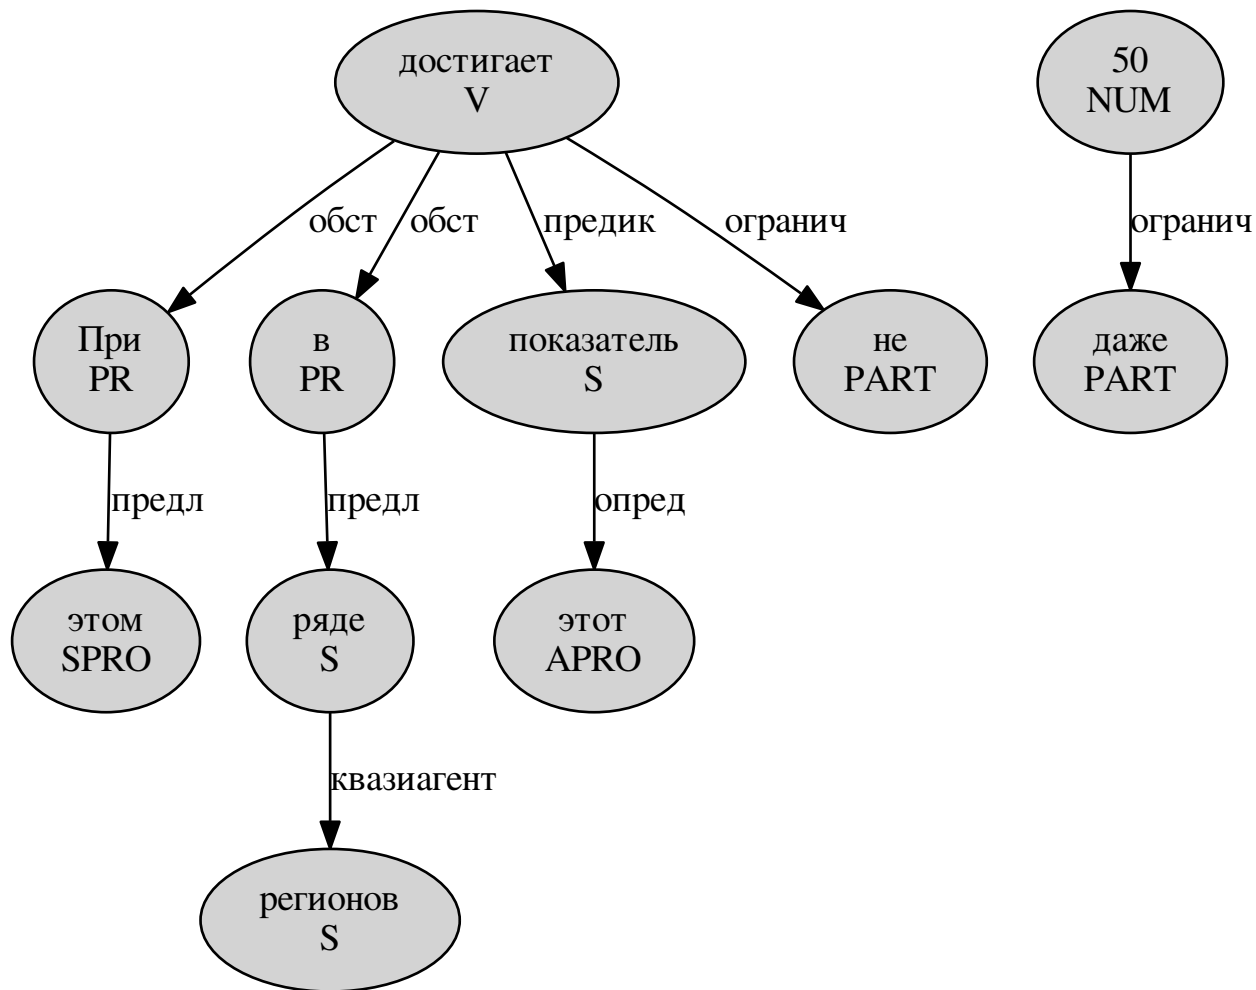 достигает
V
50
NUM
обст
обст
предик
огранич
огранич
При
PR
в
PR
показатель
S
не
PART
даже
PART
предл
предл
опред
этом
SPRO
ряде
S
этот
APRO
квазиагент
регионов
S